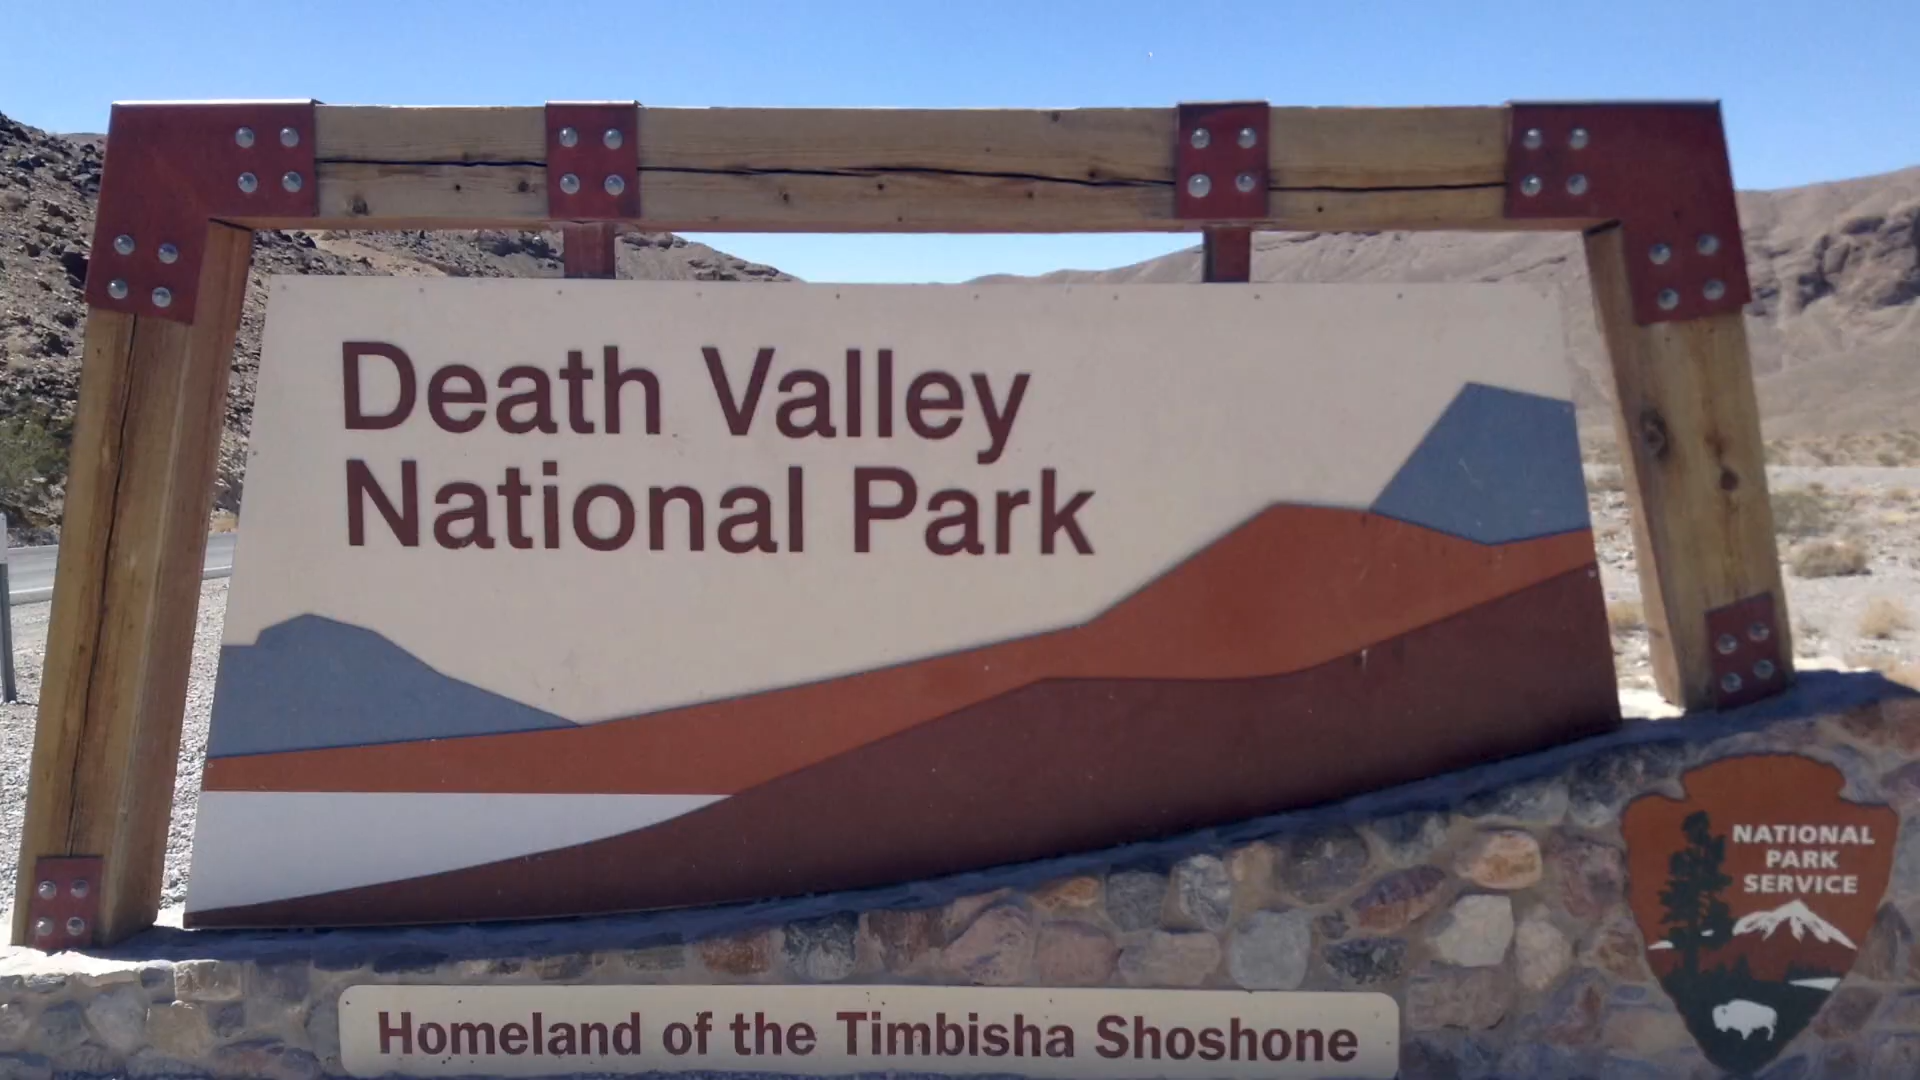 Death Valley
National Park
NATIONAL
PARK
SERVICE
Homeland of the Timbisha Shoshone